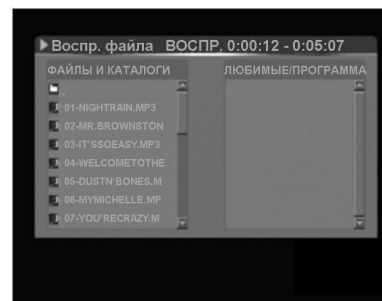 Воспр. файла ВОСПР. 0:00:12 - 0:05:07
ФАЙЛЫ И КАТАЛОГИ
ЛЮБИМЫЕ/ПРОГРАММА
..
01-NIGHTRAIN.MP3
02-MR.BROWNSTON
03-IT'SSOEASY.MP3
04-WELCOMETOTHE
05-DUSTN'BONES.M
06-MYMICHELLE.MP
07-YOU'RECRAZY.M